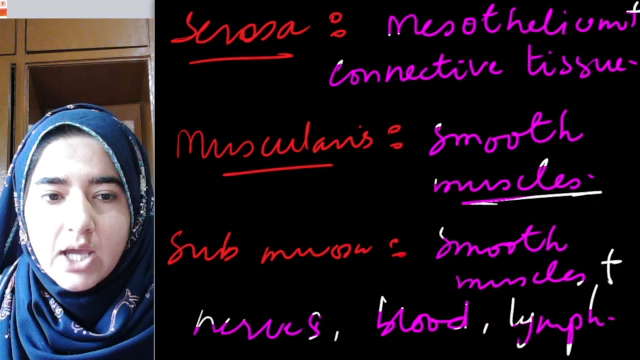 Serosa : Mesothelium +
connective tissue.
Muscularis : Smooth
muscles.
Sub mucosa : Smooth
muscles, +
nerves, blood, lymph.